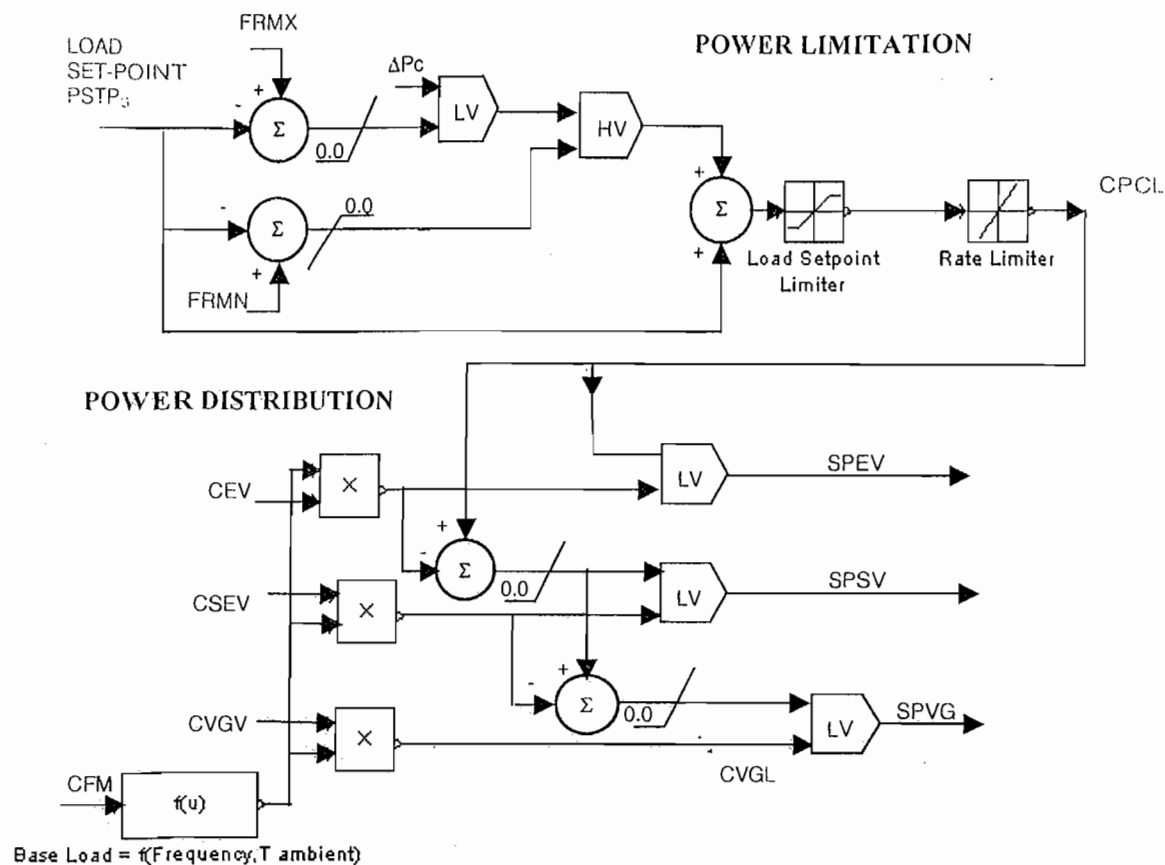 FRMX
POWER LIMITATION
LOAD
SET-POINT
PSTP₃
ΔPc
+
-
Σ
0.0
LV
HV
-
Σ
0.0
+
FRMN
+
Σ
+
CPCL
Load Setpoint
Limiter
Rate Limiter
POWER DISTRIBUTION
CEV
×
LV
SPEV
+
-
Σ
0.0
CSEV
×
LV
SPSV
+
-
Σ
0.0
CVGV
×
LV
SPVG
CVGL
CFM
f(u)
Base Load = f(Frequency,T ambient)